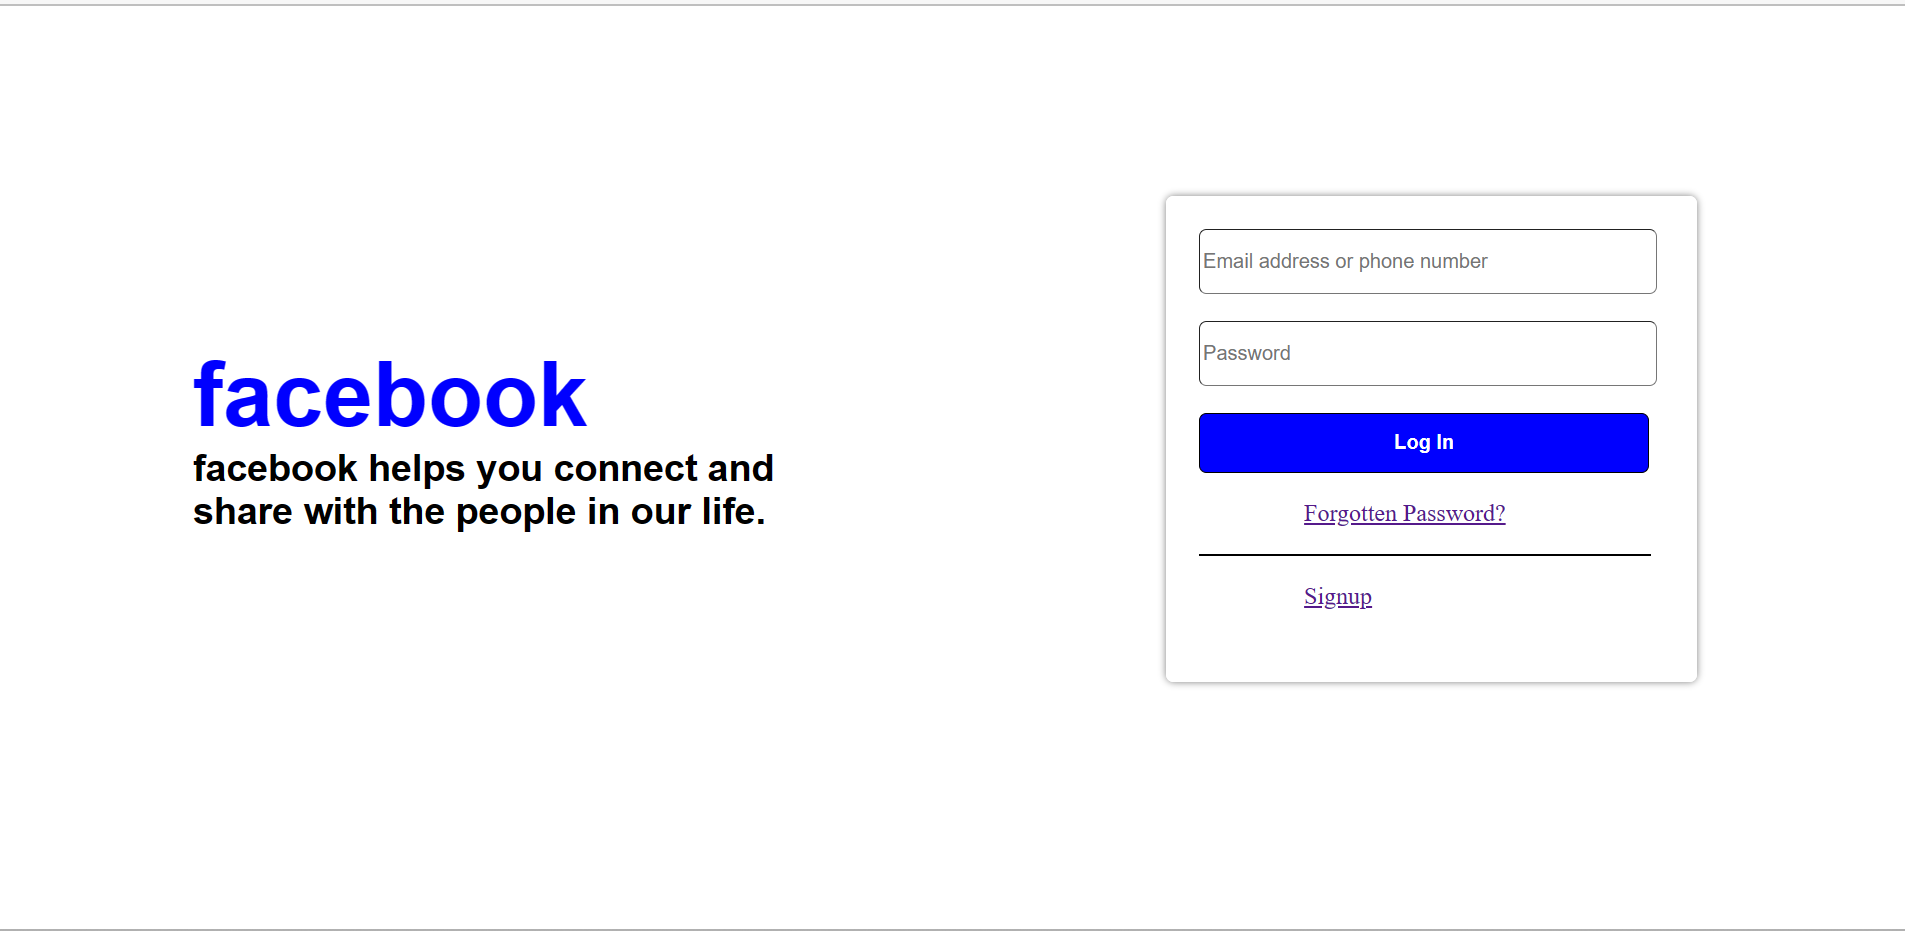 facebook
facebook helps you connect and
share with the people in our life.
Email address or phone number
Password
Log In
Forgotten Password?
Signup